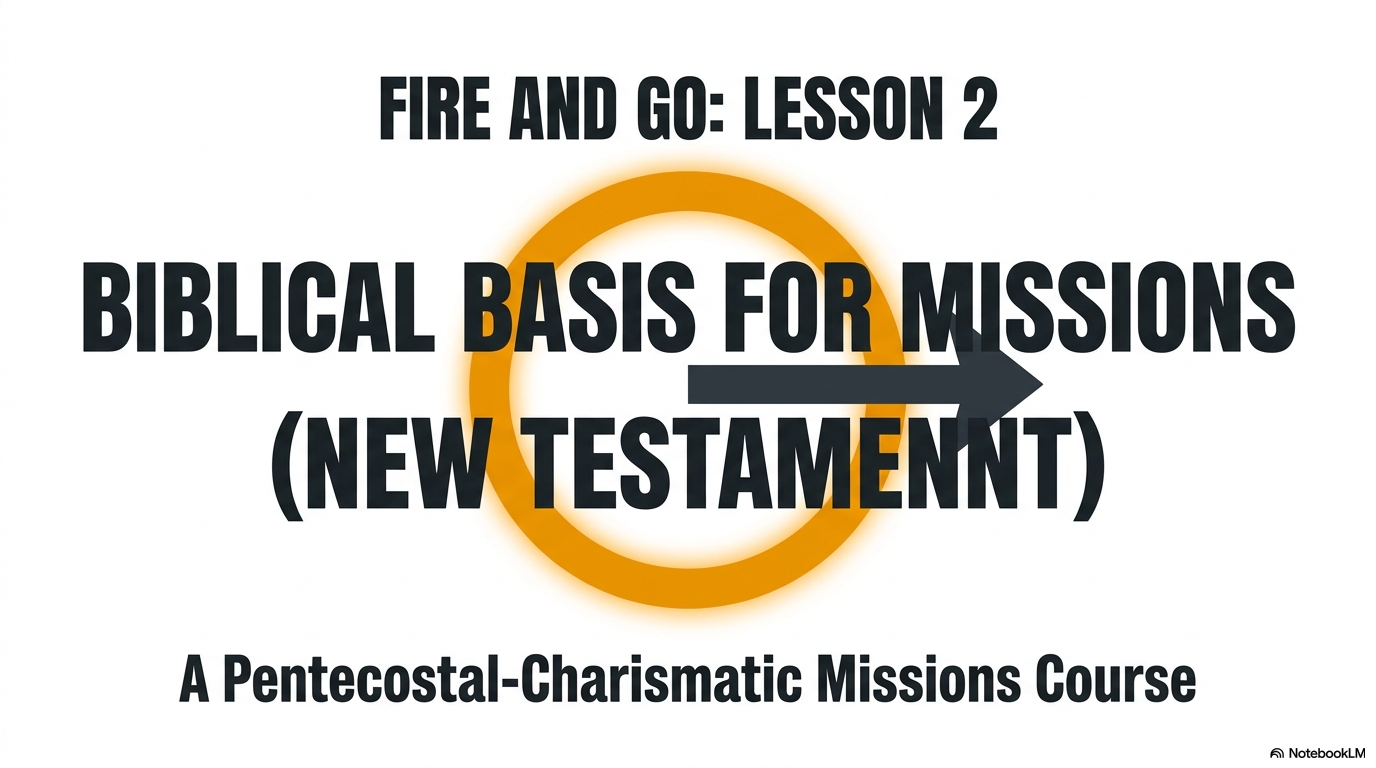 FIRE AND GO: LESSON 2
BIBLICAL BASIS FOR MISSIONS
(NEW TESTAMENNT)
A Pentecostal-Charismatic Missions Course
NotebookLM